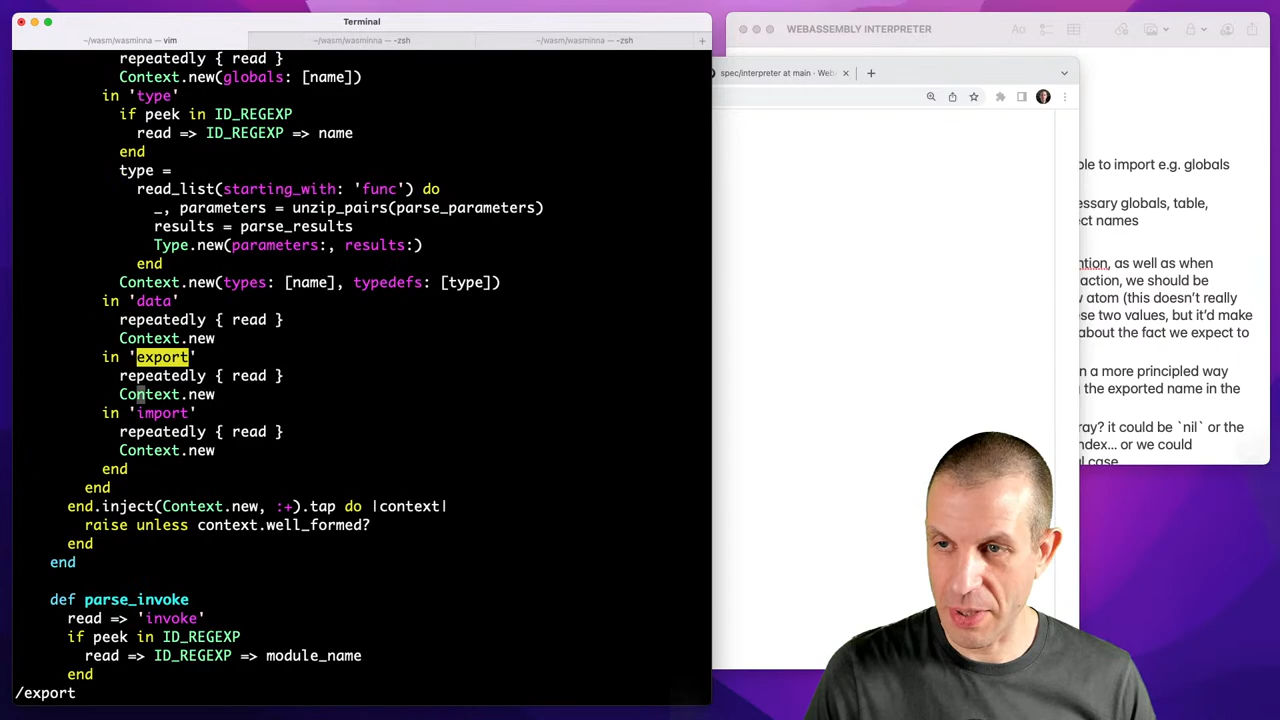 Terminal
~/wasm/wasminna — vim
~/wasm/wasminna — -zsh
~/wasm/wasminna — -zsh
+
repeatedly { read }
Context.new(globals: [name])
in 'type'
if peek in ID_REGEXP
read => ID_REGEXP => name
end
type =
read_list(starting_with: 'func') do
_, parameters = unzip_pairs(parse_parameters)
results = parse_results
Type.new(parameters:, results:)
end
Context.new(types: [name], typedefs: [type])
in 'data'
repeatedly { read }
Context.new
in 'export'
repeatedly { read }
Context.new
in 'import'
repeatedly { read }
Context.new
end
end
end.inject(Context.new, :+).tap do |context|
raise unless context.well_formed?
end
end
def parse_invoke
read => 'invoke'
if peek in ID_REGEXP
read => ID_REGEXP => module_name
end
/export
WEBASSEMBLY INTERPRETER
Aa
spec/interpreter at main · Web
ble to import e.g. globals
essary globals, table,
ect names
ntion, as well as when
action, we should be
w atom (this doesn't really
ese two values, but it'd make
about the fact we expect to
n a more principled way
g the exported name in the
ray? it could be `nil` or the
ndex... or we could
al case